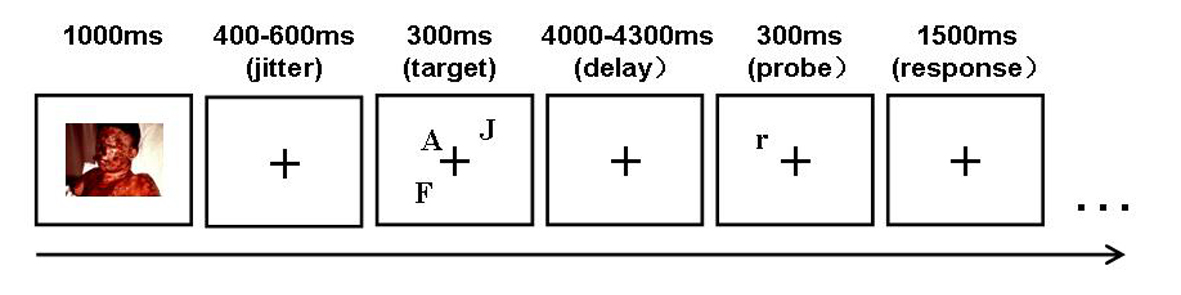 1000ms 400-600ms 300ms 4000-4300ms 300ms 1500ms
(jitter) (target) (delay） (probe） (response）
A J
F
r
...